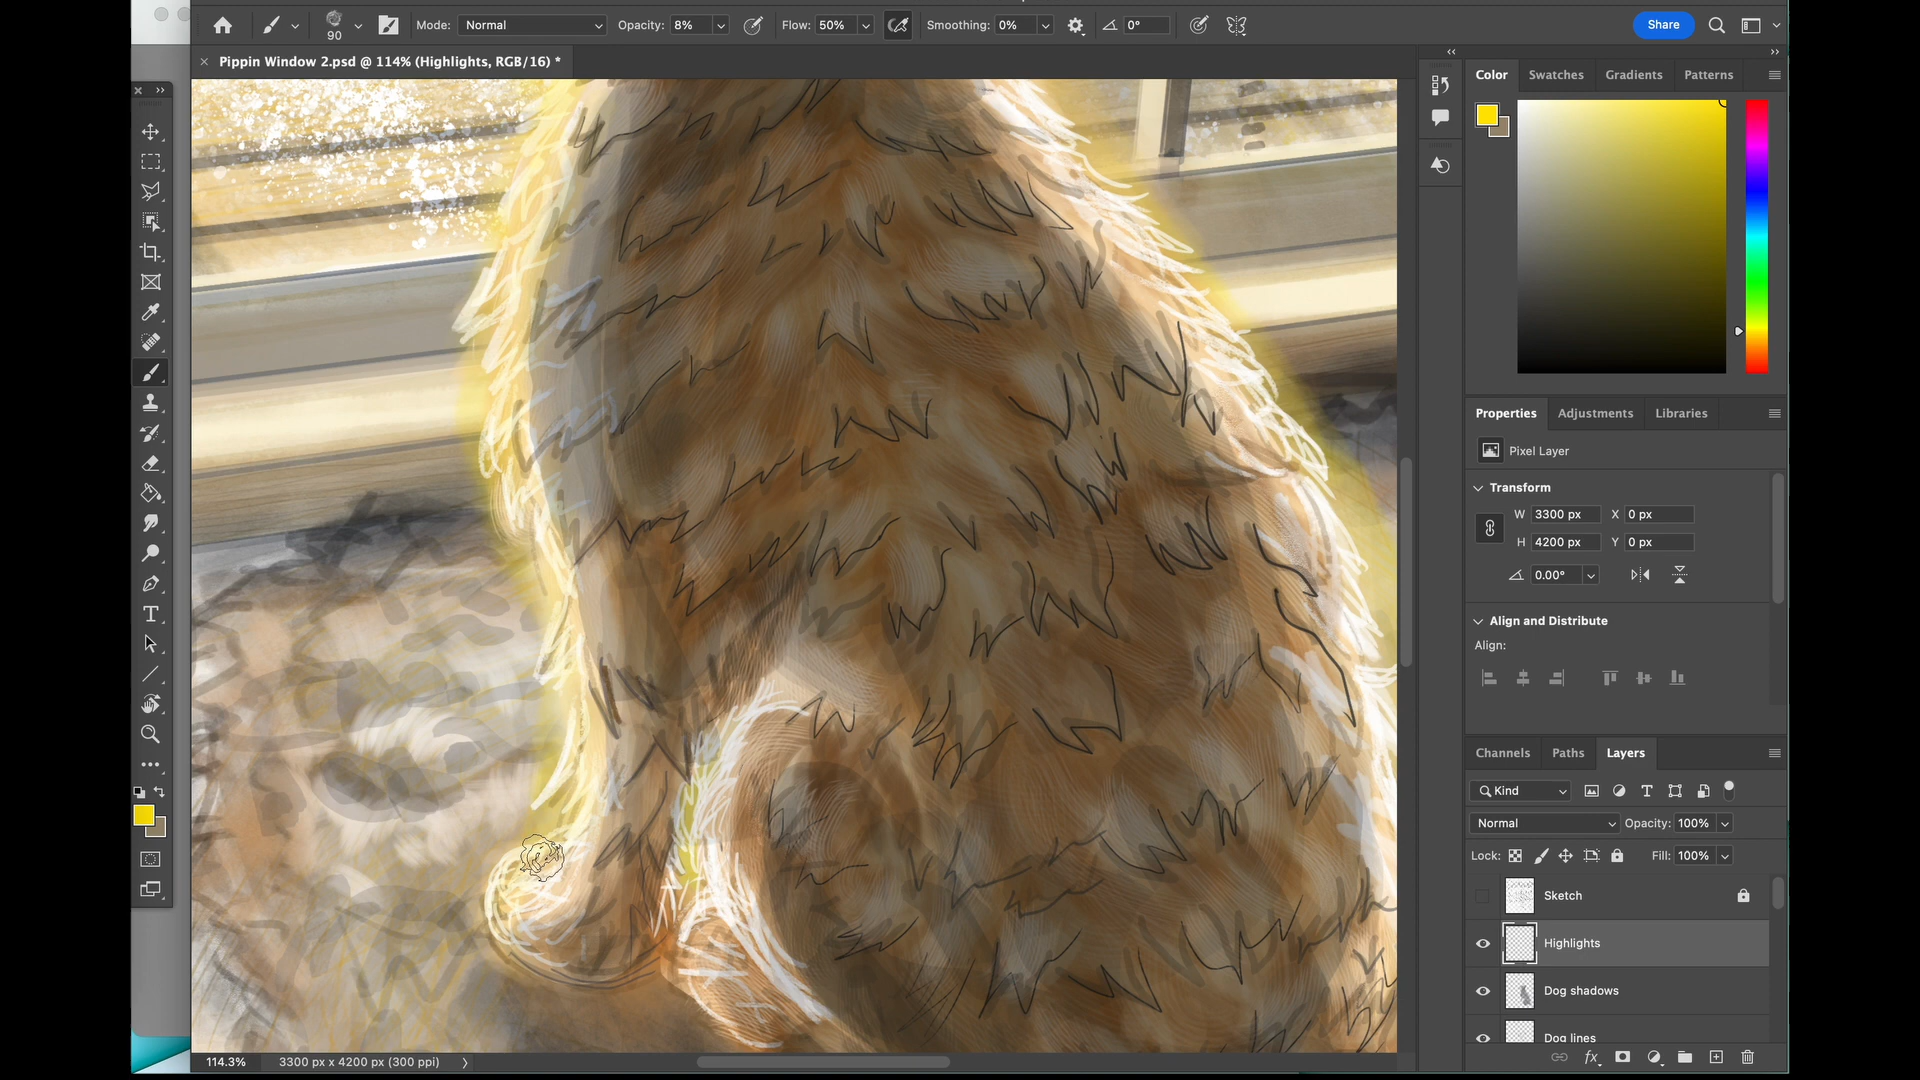 90
Mode: Normal
Opacity: 8%
Flow: 50%
Smoothing: 0%
0°
Share
Pippin Window 2.psd @ 114% (Highlights, RGB/16) *
Color Swatches Gradients Patterns
Properties Adjustments Libraries
Pixel Layer
Transform
W 3300 px X 0 px
H 4200 px Y 0 px
0.00°
Align and Distribute
Align:
Channels Paths Layers
Kind
Normal Opacity: 100%
Lock: Fill: 100%
Sketch
Highlights
Dog shadows
Dog lines
114.3% 3300 px x 4200 px (300 ppi)